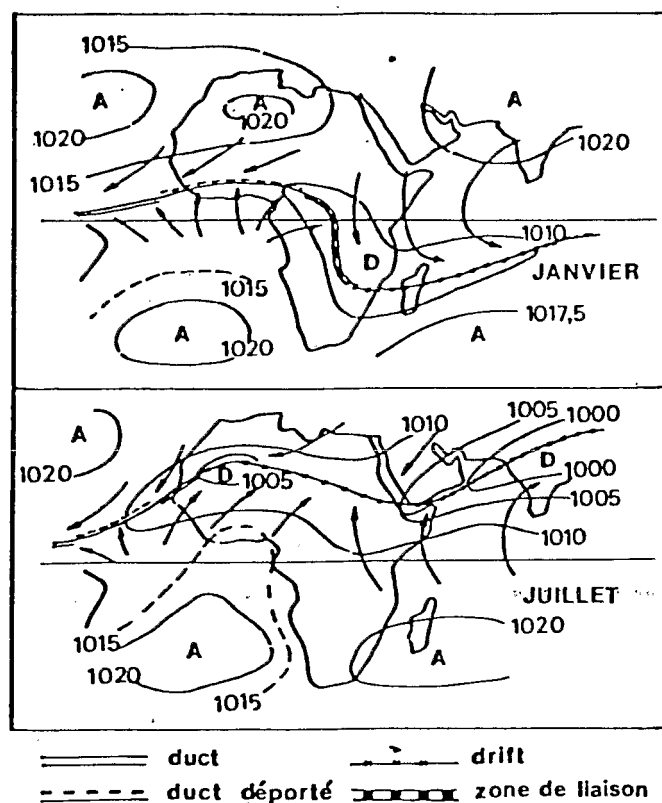 1015
A A A
1020 1020 1020
1015
1010
D
JANVIER
1015
1020 A
1017,5
A
1005
1000
1010
A
D
1020 D
1005 1000
1005
1010
JUILLET
1020
1015 A A
1020
1015
duct drift
duct déporté zone de liaison